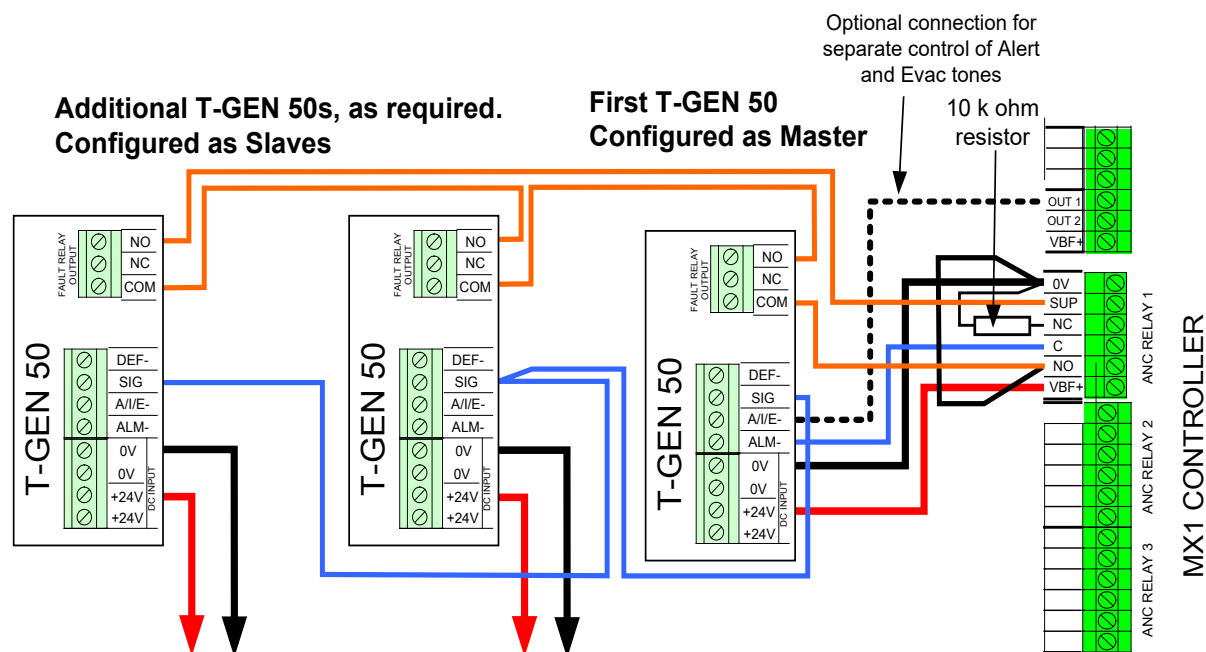 Optional connection for
separate control of Alert
and Evac tones
Additional T-GEN 50s, as required.
Configured as Slaves
First T-GEN 50
Configured as Master
10 k ohm
resistor
T-GEN 50
FAULT RELAY
OUTPUT
NO
NC
COM
DEF-
SIG
A/I/E-
ALM-
0V
0V
+24V
+24V
DC INPUT
T-GEN 50
FAULT RELAY
OUTPUT
NO
NC
COM
DEF-
SIG
A/I/E-
ALM-
0V
0V
+24V
+24V
DC INPUT
T-GEN 50
FAULT RELAY
OUTPUT
NO
NC
COM
DEF-
SIG
A/I/E-
ALM-
0V
0V
+24V
+24V
DC INPUT
OUT 1
OUT 2
VBF+
0V
SUP
NC
C
NO
VBF+
ANC RELAY 1
ANC RELAY 2
ANC RELAY 3
MX1 CONTROLLER